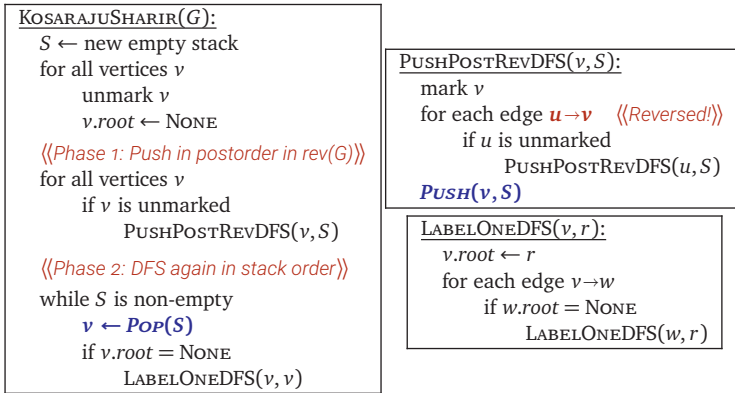 KOSARAJUSHARIR(G):
S ← new empty stack
for all vertices v
unmark v
v.root ← NONE
⟨⟨Phase 1: Push in postorder in rev(G)⟩⟩
for all vertices v
if v is unmarked
PUSHPOSTREVDFS(v, S)
⟨⟨Phase 2: DFS again in stack order⟩⟩
while S is non-empty
v ← POP(S)
if v.root = NONE
LABELONEDFS(v, v)
PUSHPOSTREVDFS(v, S):
mark v
for each edge u→v ⟨⟨Reversed!⟩⟩
if u is unmarked
PUSHPOSTREVDFS(u, S)
PUSH(v, S)
LABELONEDFS(v, r):
v.root ← r
for each edge v→w
if w.root = NONE
LABELONEDFS(w, r)